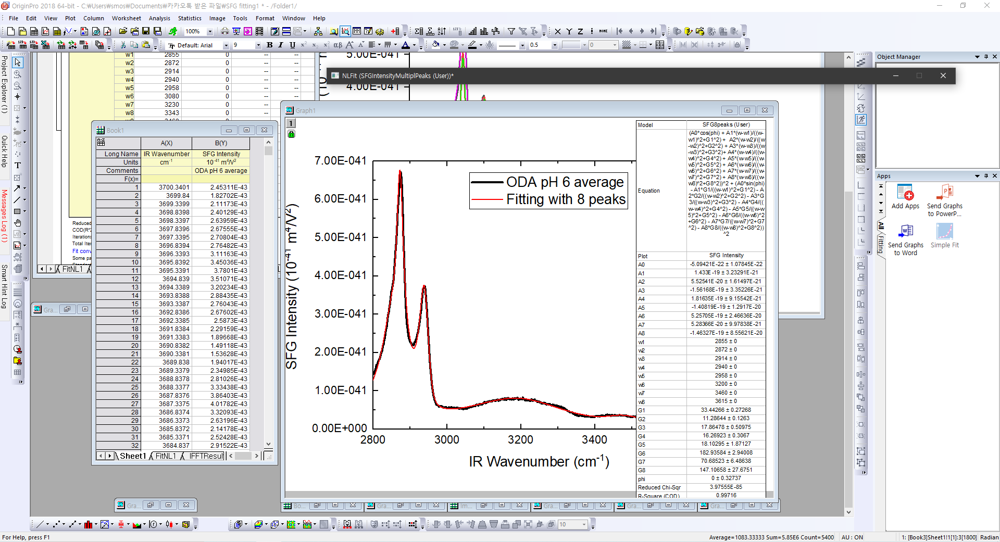 OriginPro 2018 64-bit - C:₩Users₩smos₩Documents₩카카오톡 받은 파일₩SFG fitting1 * - /Folder1/
File Edit View Plot Column Worksheet Analysis Statistics Image Tools Format Window Help
100%
Default: Arial 9 B I U 0.5 0
10
Project Explorer (1)
Quick Help
Messages Log (1)
Smart Hint Log
w1 2855 0 --
w2 2872 0 -- --
w3 2914 0 -- --
w4 2940 0 -- --
w5 2958 0 -- --
w6 3080 0 -- --
w7 3230 0 -- --
w8 3343 0 -- --
Reduced
COD(R^2
Iterations
Total Iter
Fit conv
Some pa
FitNL1
5.00E-041
4.00E-041
NLFit (SFGIntensityMultiplPeaks (User))*
Book1
A(X) B(Y)
Long Name IR Wavenumber SFG Intensity
Units cm-1 10-41 m4/V2
Comments ODA pH 6 average
F(x)=
1 3700.3401 2.45311E-43
2 3699.84 1.82702E-43
3 3699.3399 2.11173E-43
4 3698.8398 2.40129E-43
5 3698.3397 2.63959E-43
6 3697.8396 2.67555E-43
7 3697.3395 2.70804E-43
8 3696.8394 2.76482E-43
9 3696.3393 3.11163E-43
10 3695.8392 3.45036E-43
11 3695.3391 3.7801E-43
12 3694.839 3.51071E-43
13 3694.3389 3.20234E-43
14 3693.8388 2.88435E-43
15 3693.3387 2.76043E-43
16 3692.8386 2.67602E-43
17 3692.3385 2.5873E-43
18 3691.8384 2.29159E-43
19 3691.3383 1.89668E-43
20 3690.8382 1.49118E-43
21 3690.3381 1.53628E-43
22 3689.838 1.94017E-43
23 3689.3379 2.34985E-43
24 3688.8378 2.81026E-43
25 3688.3377 3.33438E-43
26 3687.8376 3.86403E-43
27 3687.3375 4.01782E-43
28 3686.8374 3.32093E-43
29 3686.3373 2.63196E-43
30 3685.8372 2.14178E-43
31 3685.3371 2.52428E-43
32 3684.837 2.91522E-43
Sheet1 FitNL1 IFFTResul
Graph1
1
7.00E-041
6.00E-041
5.00E-041
4.00E-041
3.00E-041
2.00E-041
1.00E-041
0.00E+000
2800 3000 3200 3400
SFG Intensity (10-41 m4/V2)
IR Wavenumber (cm-1)
ODA pH 6 average
Fitting with 8 peaks
Model SFG8peaks (User)
Equation
(A0*cos(phi) + A1*(w-w1)/((w-
w1)^2+G1^2) + A2*(w-w2)/((w
-w2)^2+G2^2) + A3*(w-w3)/((w
-w3)^2+G3^2)+ A4*(w-w4)/((w-
w4)^2+G4^2) + A5*(w-w5)/((w-
w5)^2+G5^2) + A6*(w-w6)/((w-
w6)^2+G6^2) + A7*(w-w7)/((w-
w7)^2+G7^2) + A8*(w-w8)/((w-
w8)^2+G8^2))^2 + (A0*sin(phi)
- A1*G1/((w-w1)^2+G1^2) - A
2*G2/((w-w2)^2+G2^2) - A3*G
3/((w-w3)^2+G3^2) - A4*G4/((
w-w4)^2+G4^2) - A5*G5/((w-w
5)^2+G5^2) - A6*G6/((w-w6)^2
+G6^2) - A7*G7/((w-w7)^2+G7
^2) - A8*G8/((w-w8)^2+G8^2))
^2
Plot SFG Intensity
A0 -5.09421E-22 ± 1.07845E-22
A1 1.433E-19 ± 3.23291E-21
A2 5.52541E-20 ± 1.61497E-21
A3 -1.56168E-19 ± 3.35226E-21
A4 1.81635E-19 ± 9.15542E-21
A5 -1.40819E-19 ± 1.2917E-20
A6 5.25705E-19 ± 2.46636E-20
A7 5.28366E-20 ± 9.97838E-21
A8 -1.46327E-19 ± 8.55621E-20
w1 2855 ± 0
w2 2872 ± 0
w3 2914 ± 0
w4 2940 ± 0
w5 2958 ± 0
w6 3200 ± 0
w7 3460 ± 0
w8 3615 ± 0
G1 33.44266 ± 0.27268
G2 11.28644 ± 0.1263
G3 17.86478 ± 0.50975
G4 16.26923 ± 0.3067
G5 18.10295 ± 1.87127
G6 182.93584 ± 2.94008
G7 70.68523 ± 6.48638
G8 147.10658 ± 27.6751
phi 0 ± 0.32737
Reduced Chi-Sqr 3.97555E-85
R-Square (COD) 0.99716
Gra...
Gra...
Bo... Gra... Im... Gra... Gra... Gra...
Object Manager
Apps
All
Fitting
Add Apps
Send Graphs
to PowerP...
Send Graphs
to Word
Simple Fit
For Help, press F1
Average=1083.33333 Sum=5.85E6 Count=5400 AU : ON 1: [Book3]Sheet1!1[1]:3[1800] Radian